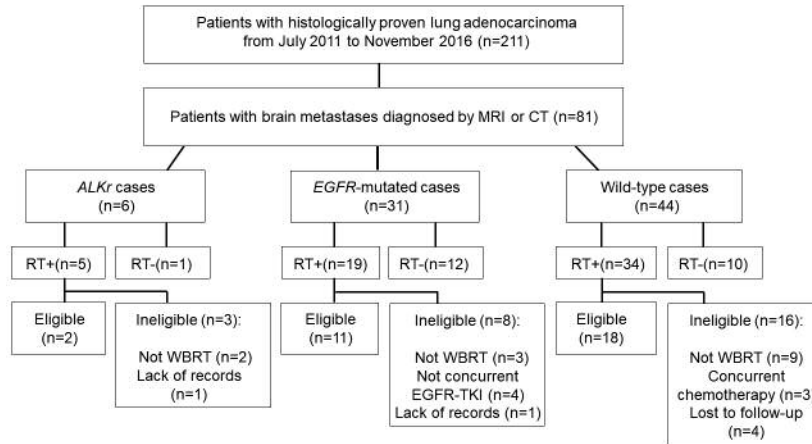 Patients with histologically proven lung adenocarcinoma
from July 2011 to November 2016 (n=211)
Patients with brain metastases diagnosed by MRI or CT (n=81)
ALKr cases
(n=6)
EGFR-mutated cases
(n=31)
Wild-type cases
(n=44)
RT+(n=5)
RT-(n=1)
RT+(n=19)
RT-(n=12)
RT+(n=34)
RT-(n=10)
Eligible
(n=2)
Ineligible (n=3):
Not WBRT (n=2)
Lack of records
(n=1)
Eligible
(n=11)
Ineligible (n=8):
Not WBRT (n=3)
Not concurrent
EGFR-TKI (n=4)
Lack of records (n=1)
Eligible
(n=18)
Ineligible (n=16):
Not WBRT (n=9)
Concurrent
chemotherapy (n=3
Lost to follow-up
(n=4)